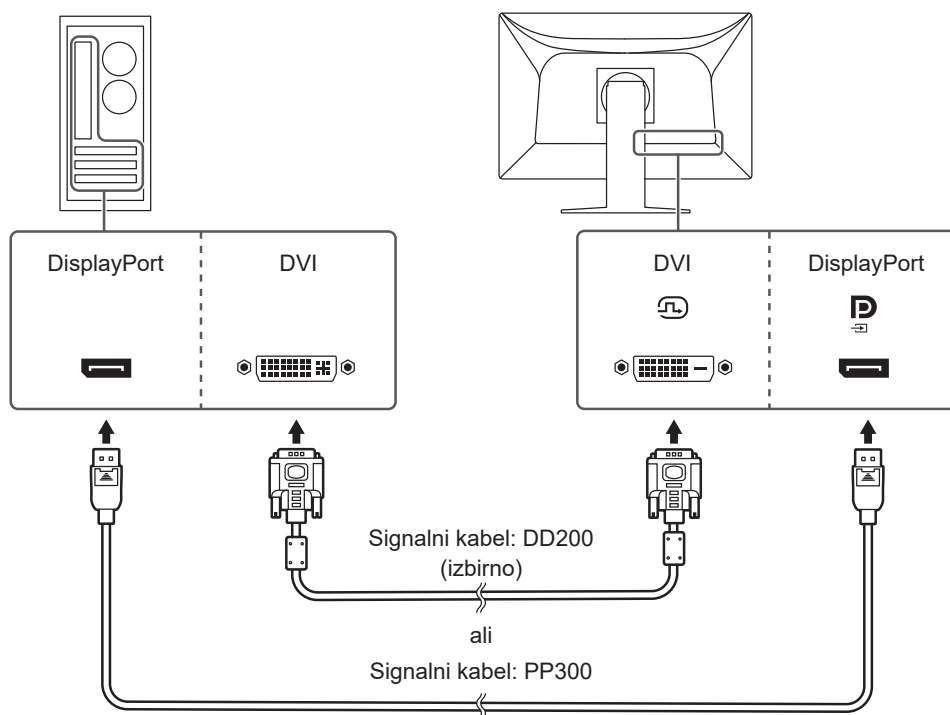 DisplayPort
DVI
DVI
DisplayPort
Signalni kabel: DD200
(izbirno)
ali
Signalni kabel: PP300